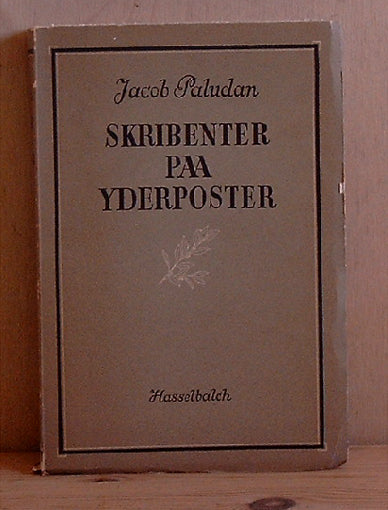 Jacob Paludan
SKRIBENTER
PAA
YDERPOSTER
Hasselbalch